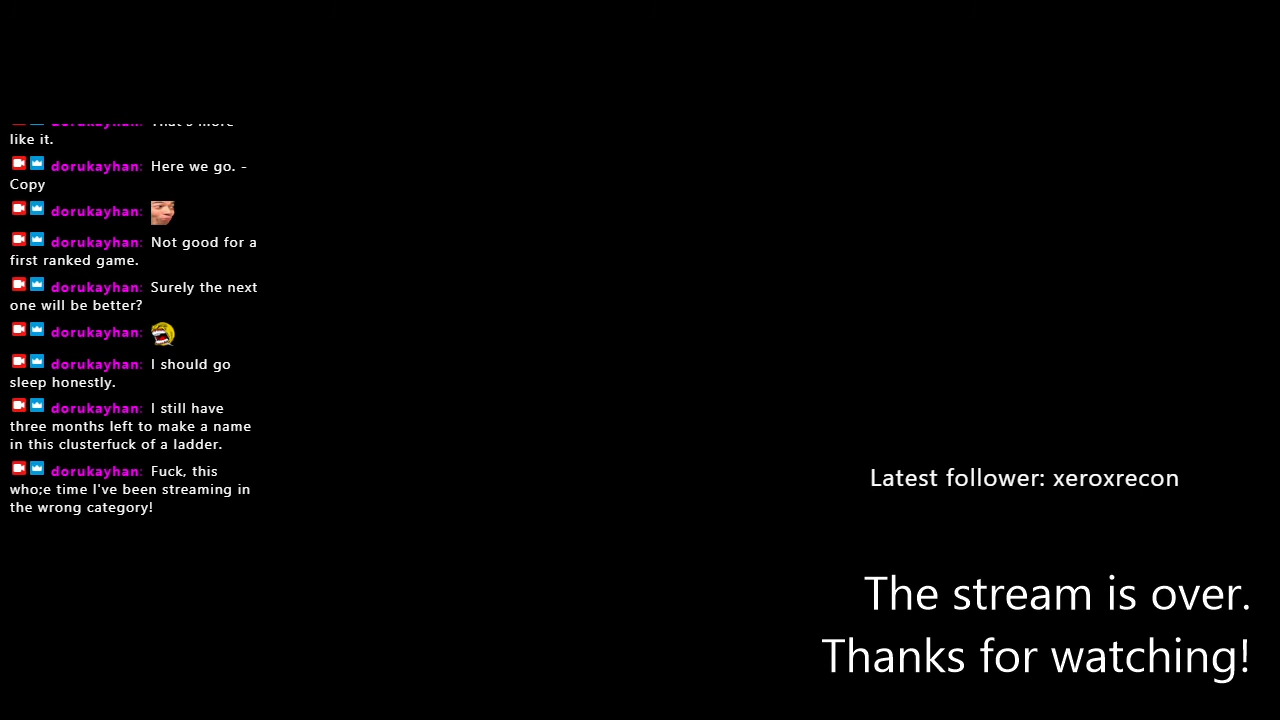 dorukayhan: That's more
like it.
dorukayhan: Here we go. -
Copy
dorukayhan:
dorukayhan: Not good for a
first ranked game.
dorukayhan: Surely the next
one will be better?
dorukayhan:
dorukayhan: I should go
sleep honestly.
dorukayhan: I still have
three months left to make a name
in this clusterfuck of a ladder.
dorukayhan: Fuck, this
who;e time I've been streaming in
the wrong category!
Latest follower: xeroxrecon
The stream is over.
Thanks for watching!